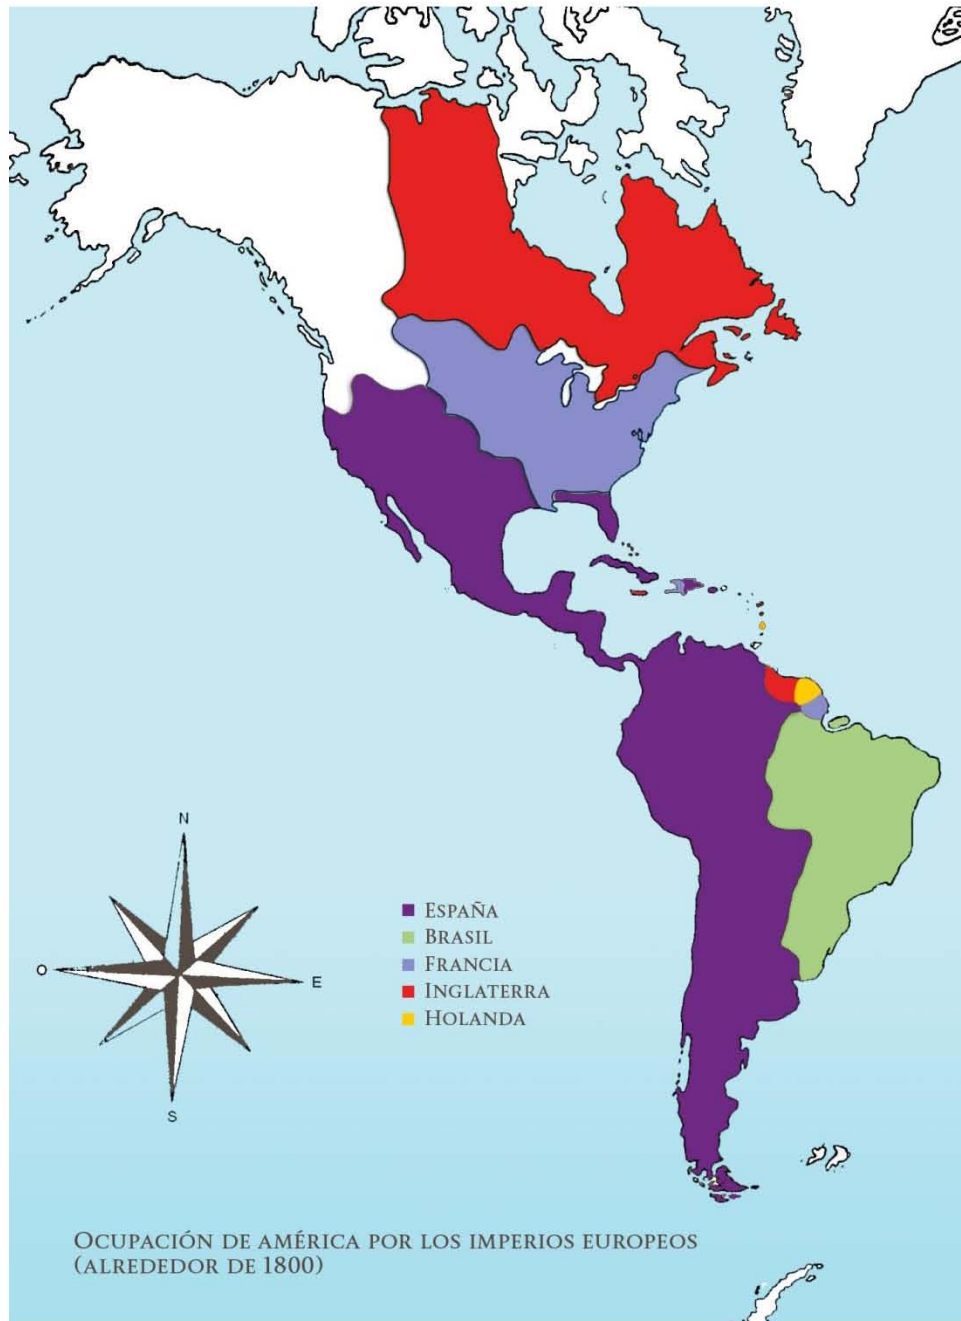 N
O
E
S
ESPAÑA
BRASIL
FRANCIA
INGLATERRA
HOLANDA
OCUPACIÓN DE AMÉRICA POR LOS IMPERIOS EUROPEOS
(ALREDEDOR DE 1800)